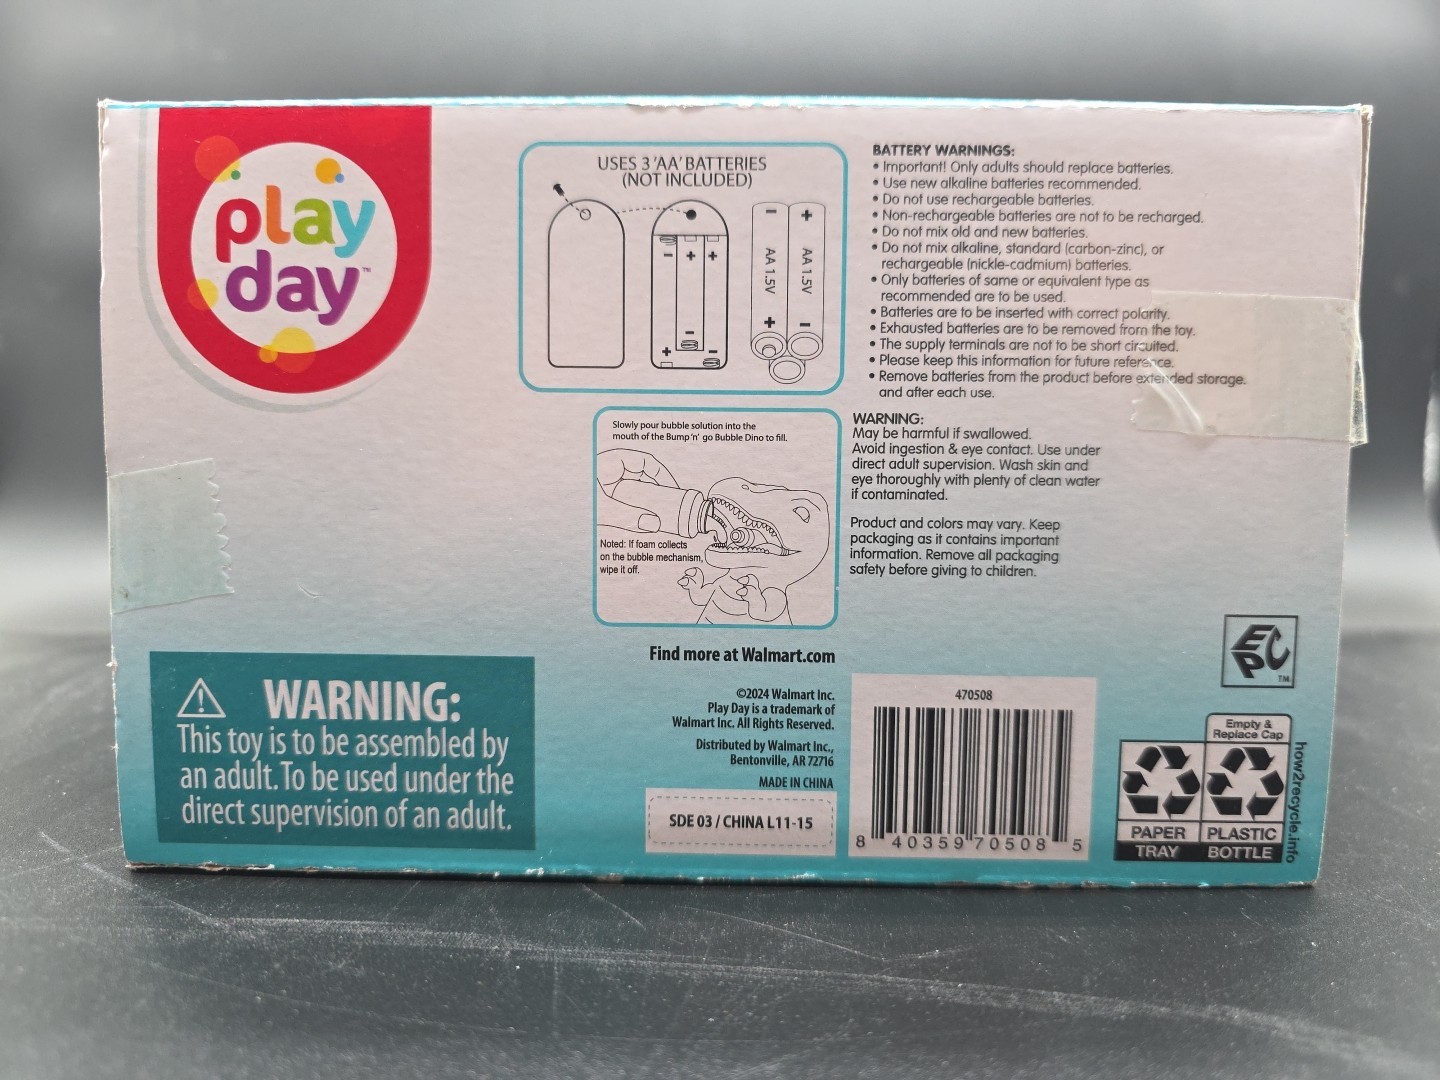 play
day™
USES 3 'AA' BATTERIES
(NOT INCLUDED)
- + +
+ - -
- +
AA 1.5V AA 1.5V
+ -
BATTERY WARNINGS:
• Important! Only adults should replace batteries.
• Use new alkaline batteries recommended.
• Do not use rechargeable batteries.
• Non-rechargeable batteries are not to be recharged.
• Do not mix old and new batteries.
• Do not mix alkaline, standard (carbon-zinc), or
rechargeable (nickle-cadmium) batteries.
• Only batteries of same or equivalent type as
recommended are to be used.
• Batteries are to be inserted with correct polarity.
• Exhausted batteries are to be removed from the toy.
• The supply terminals are not to be short circuited.
• Please keep this information for future reference.
• Remove batteries from the product before extended storage.
and after each use.
Slowly pour bubble solution into the
mouth of the Bump 'n' go Bubble Dino to fill.
Noted: If foam collects
on the bubble mechanism,
wipe it off.
WARNING:
May be harmful if swallowed.
Avoid ingestion & eye contact. Use under
direct adult supervision. Wash skin and
eye thoroughly with plenty of clean water
if contaminated.
Product and colors may vary. Keep
packaging as it contains important
information. Remove all packaging
safety before giving to children.
WARNING:
This toy is to be assembled by
an adult. To be used under the
direct supervision of an adult.
Find more at Walmart.com
©2024 Walmart Inc.
Play Day is a trademark of
Walmart Inc. All Rights Reserved.
Distributed by Walmart Inc.,
Bentonville, AR 72716
MADE IN CHINA
SDE 03 / CHINA L11-15
470508
8 40359 70508 5
EPC
TM
Empty &
Replace Cap
PAPER
TRAY
PLASTIC
BOTTLE
how2recycle.info